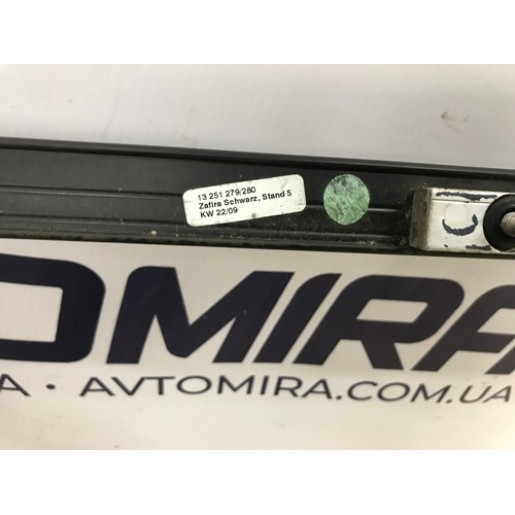 13 251 279/280
Zafira Schwarz, Stand 5
KW 22/09
OMIRA
A • AVTOMIRA.COM.UA